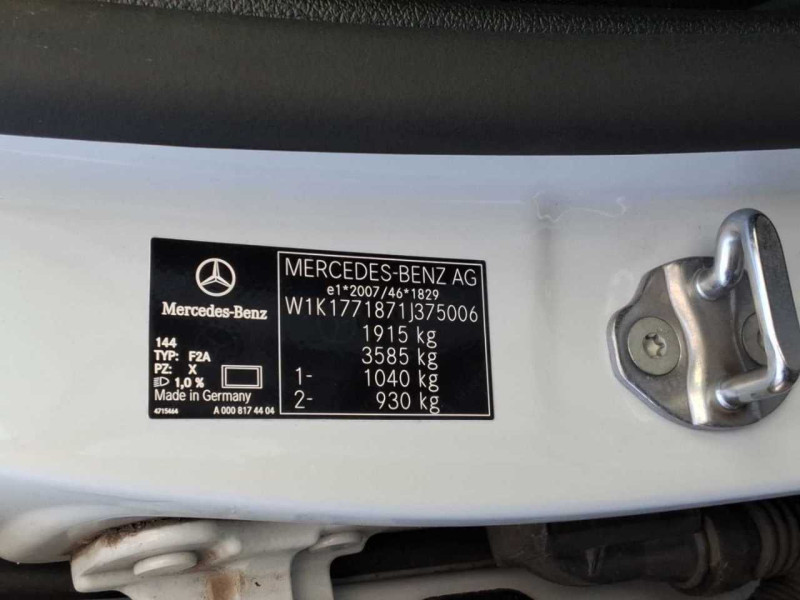 Mercedes-Benz
144
TYP: F2A
PZ: X
1,0 %
Made in Germany
4715464
A 000 817 44 04
MERCEDES-BENZ AG
e1*2007/46*1829
W1K1771871J375006
1915 kg
3585 kg
1- 1040 kg
2- 930 kg